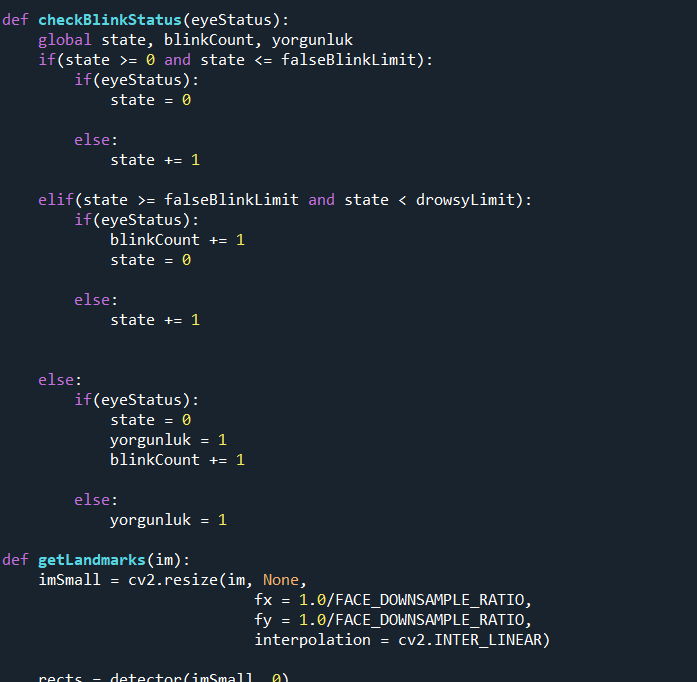 def checkBlinkStatus(eyeStatus):
    global state, blinkCount, yorgunluk
    if(state >= 0 and state <= falseBlinkLimit):
        if(eyeStatus):
            state = 0

        else:
            state += 1

    elif(state >= falseBlinkLimit and state < drowsyLimit):
        if(eyeStatus):
            blinkCount += 1
            state = 0

        else:
            state += 1


    else:
        if(eyeStatus):
            state = 0
            yorgunluk = 1
            blinkCount += 1

        else:
            yorgunluk = 1

def getLandmarks(im):
    imSmall = cv2.resize(im, None,
                            fx = 1.0/FACE_DOWNSAMPLE_RATIO,
                            fy = 1.0/FACE_DOWNSAMPLE_RATIO,
                            interpolation = cv2.INTER_LINEAR)

    rects = detector(imSmall, 0)